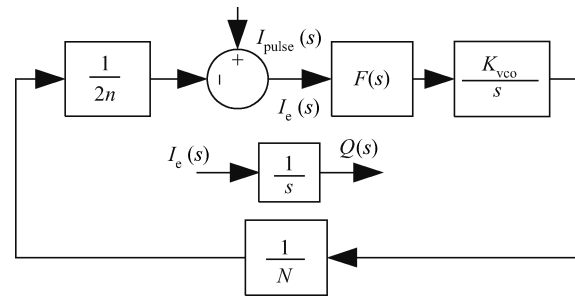 I_pulse (s)
+
−
1
2n
I_e (s)
F(s)
K_vco
s
I_e (s)
1
s
Q(s)
1
N